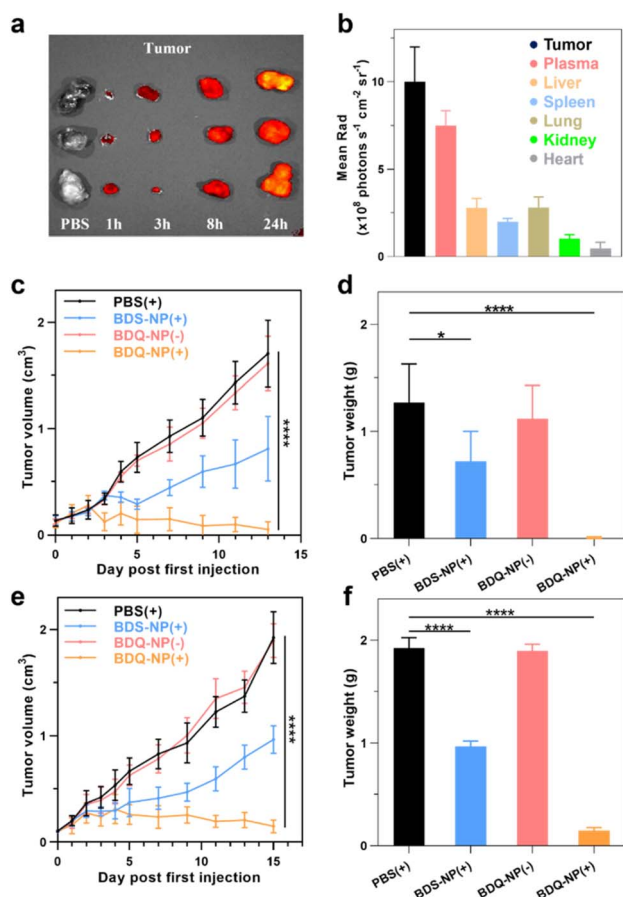 a
Tumor
PBS 1h 3h 8h 24h
b
Mean Rad
(x10⁸ photons s⁻¹ cm⁻² sr⁻¹)
10
5
0
Tumor
Plasma
Liver
Spleen
Lung
Kidney
Heart
c
Tumor volume (cm³)
2
1
0
PBS(+)
BDS-NP(+)
BDQ-NP(-)
BDQ-NP(+)
****
0 5 10 15
Day post first injection
d
Tumor weight (g)
2
1
0
****
*
PBS(+)
BDS-NP(+)
BDQ-NP(-)
BDQ-NP(+)
e
Tumor volume (cm³)
2
1
0
PBS(+)
BDS-NP(+)
BDQ-NP(-)
BDQ-NP(+)
****
0 5 10 15
Day post first injection
f
Tumor weight (g)
2
1
0
****
****
PBS(+)
BDS-NP(+)
BDQ-NP(-)
BDQ-NP(+)